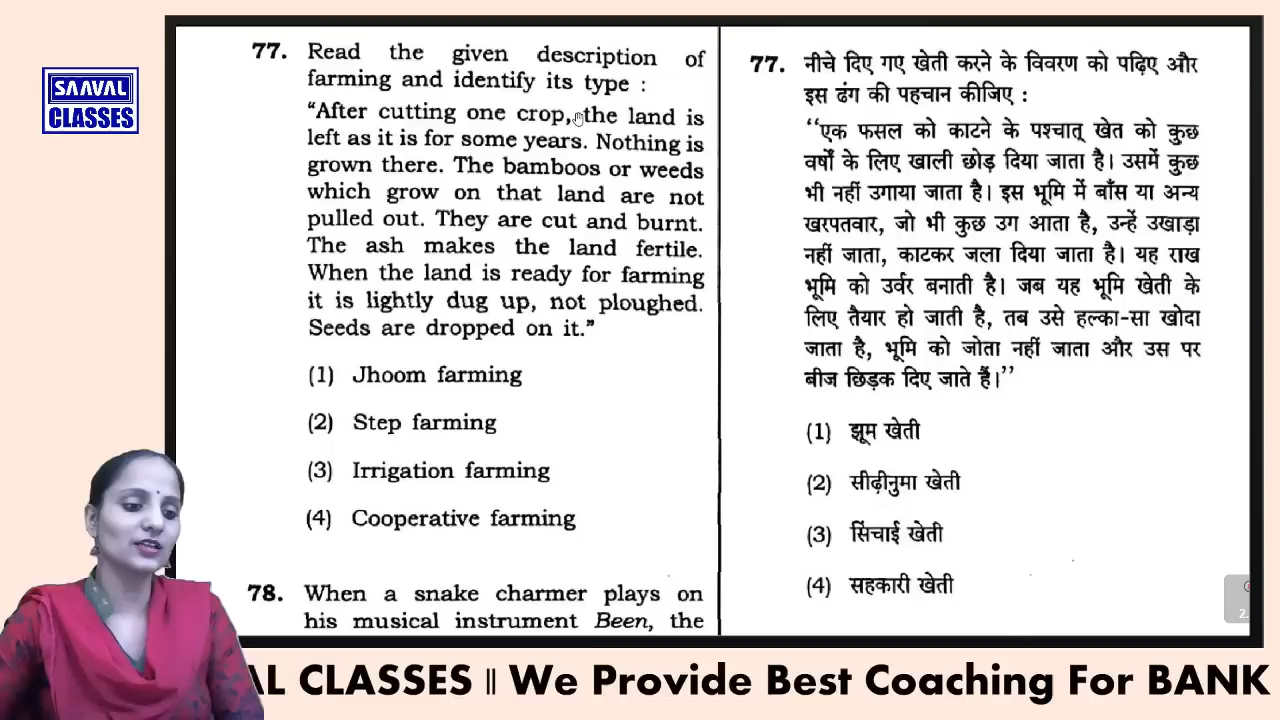 SAAVAL
CLASSES
77. Read the given description of
farming and identify its type :
“After cutting one crop, the land is
left as it is for some years. Nothing is
grown there. The bamboos or weeds
which grow on that land are not
pulled out. They are cut and burnt.
The ash makes the land fertile.
When the land is ready for farming
it is lightly dug up, not ploughed.
Seeds are dropped on it.”
(1) Jhoom farming
(2) Step farming
(3) Irrigation farming
(4) Cooperative farming
78. When a snake charmer plays on
his musical instrument Been, the
77. नीचे दिए गए खेती करने के विवरण को पढ़िए और
इस ढंग की पहचान कीजिए :
‘‘एक फसल को काटने के पश्चात् खेत को कुछ
वर्षों के लिए खाली छोड़ दिया जाता है। उसमें कुछ
भी नहीं उगाया जाता है। इस भूमि में बाँस या अन्य
खरपतवार, जो भी कुछ उग आता है, उन्हें उखाड़ा
नहीं जाता, काटकर जला दिया जाता है। यह राख
भूमि को उर्वर बनाती है। जब यह भूमि खेती के
लिए तैयार हो जाती है, तब उसे हल्का-सा खोदा
जाता है, भूमि को जोता नहीं जाता और उस पर
बीज छिड़क दिए जाते हैं।’’
(1) झूम खेती
(2) सीढ़ीनुमा खेती
(3) सिंचाई खेती
(4) सहकारी खेती
AL CLASSES || We Provide Best Coaching For BANK